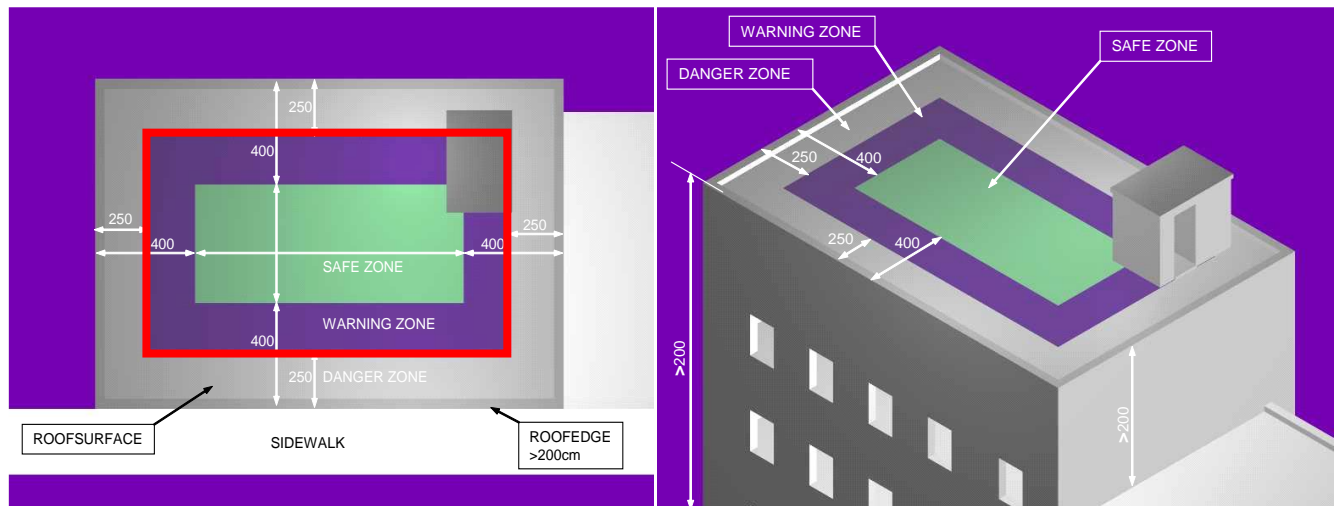 250
400
250
400
400
250
SAFE ZONE
WARNING ZONE
400
250
DANGER ZONE
ROOFSURFACE
SIDEWALK
ROOFEDGE
>200cm
WARNING ZONE
SAFE ZONE
DANGER ZONE
250
400
250
400
>200
>200